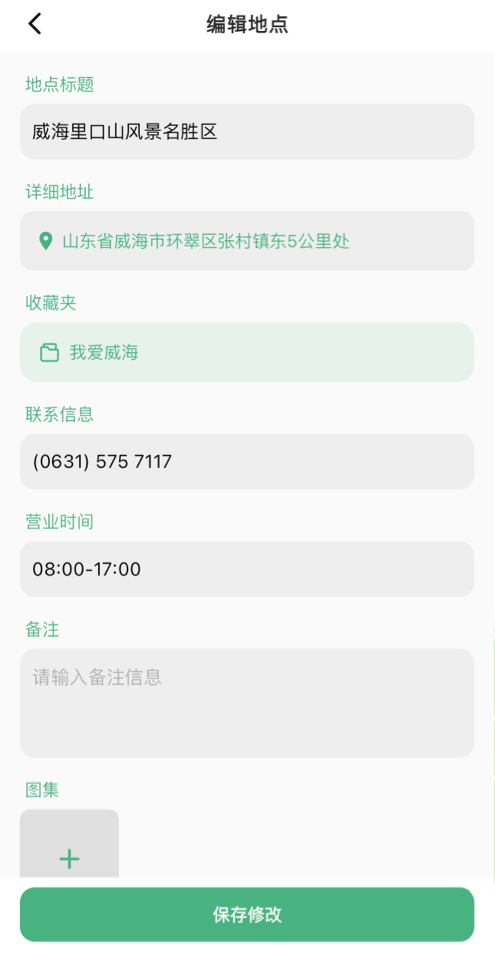 编辑地点
地点标题
威海里口山风景名胜区
详细地址
山东省威海市环翠区张村镇东5公里处
收藏夹
我爱威海
联系信息
(0631) 575 7117
营业时间
08:00-17:00
备注
请输入备注信息
图集
保存修改